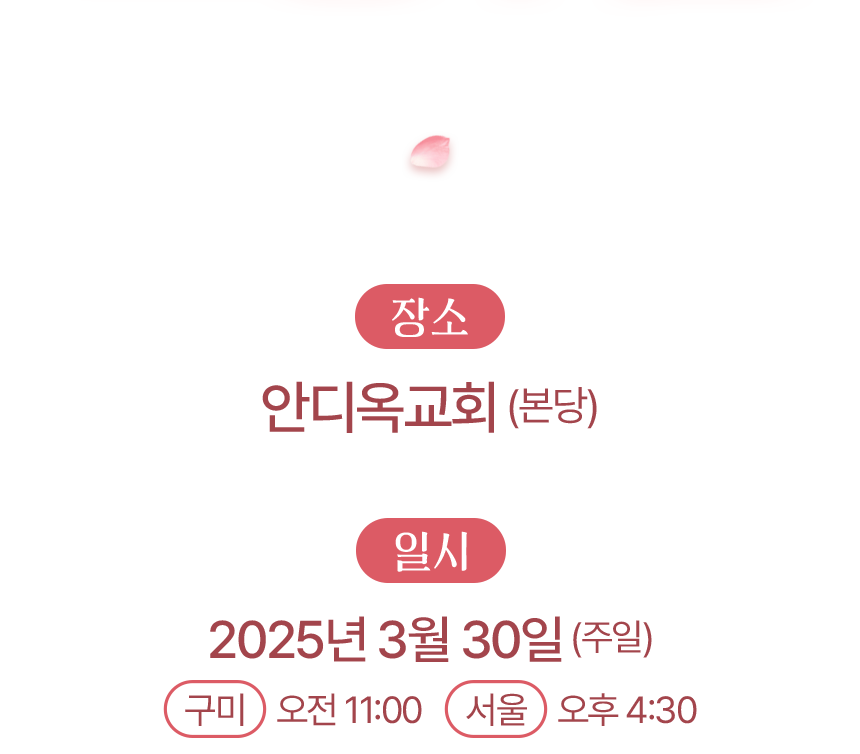 장소
안디옥교회 (본당)
일시
2025년 3월 30일 (주일)
구미 오전 11:00 서울 오후 4:30